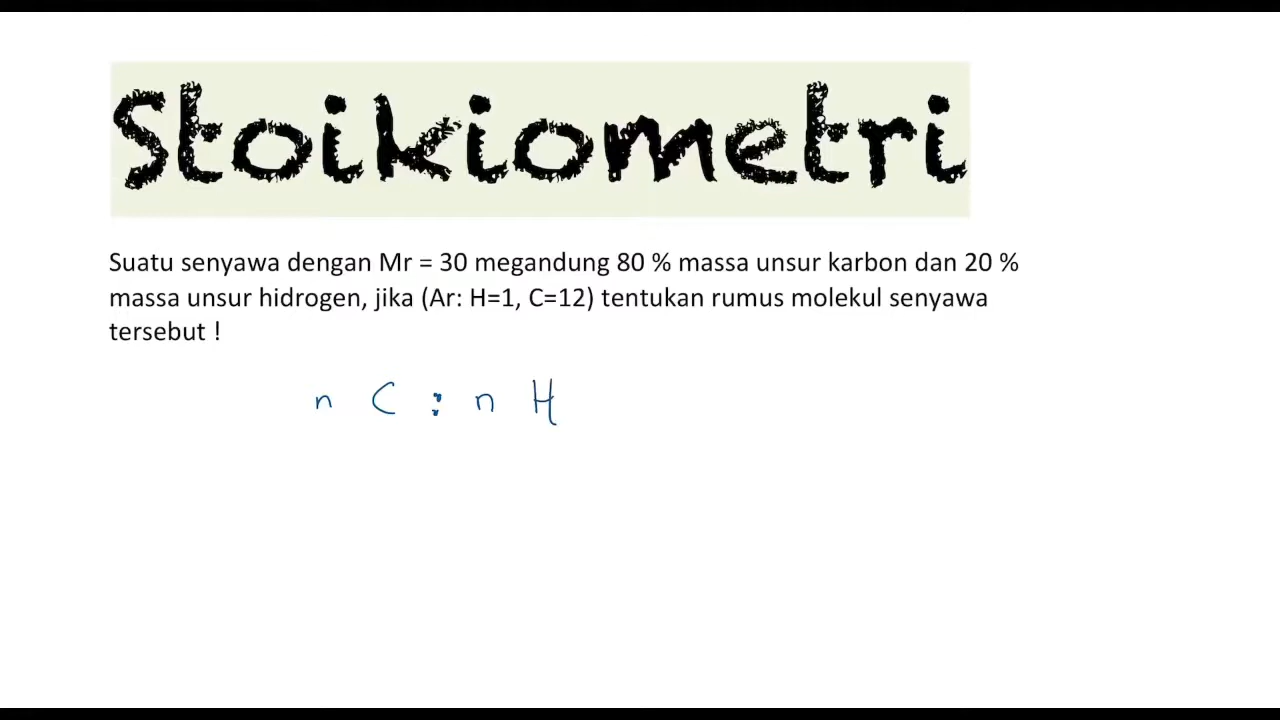 Stoikiometri
Suatu senyawa dengan Mr = 30 megandung 80 % massa unsur karbon dan 20 %
massa unsur hidrogen, jika (Ar: H=1, C=12) tentukan rumus molekul senyawa
tersebut !
n C : n H